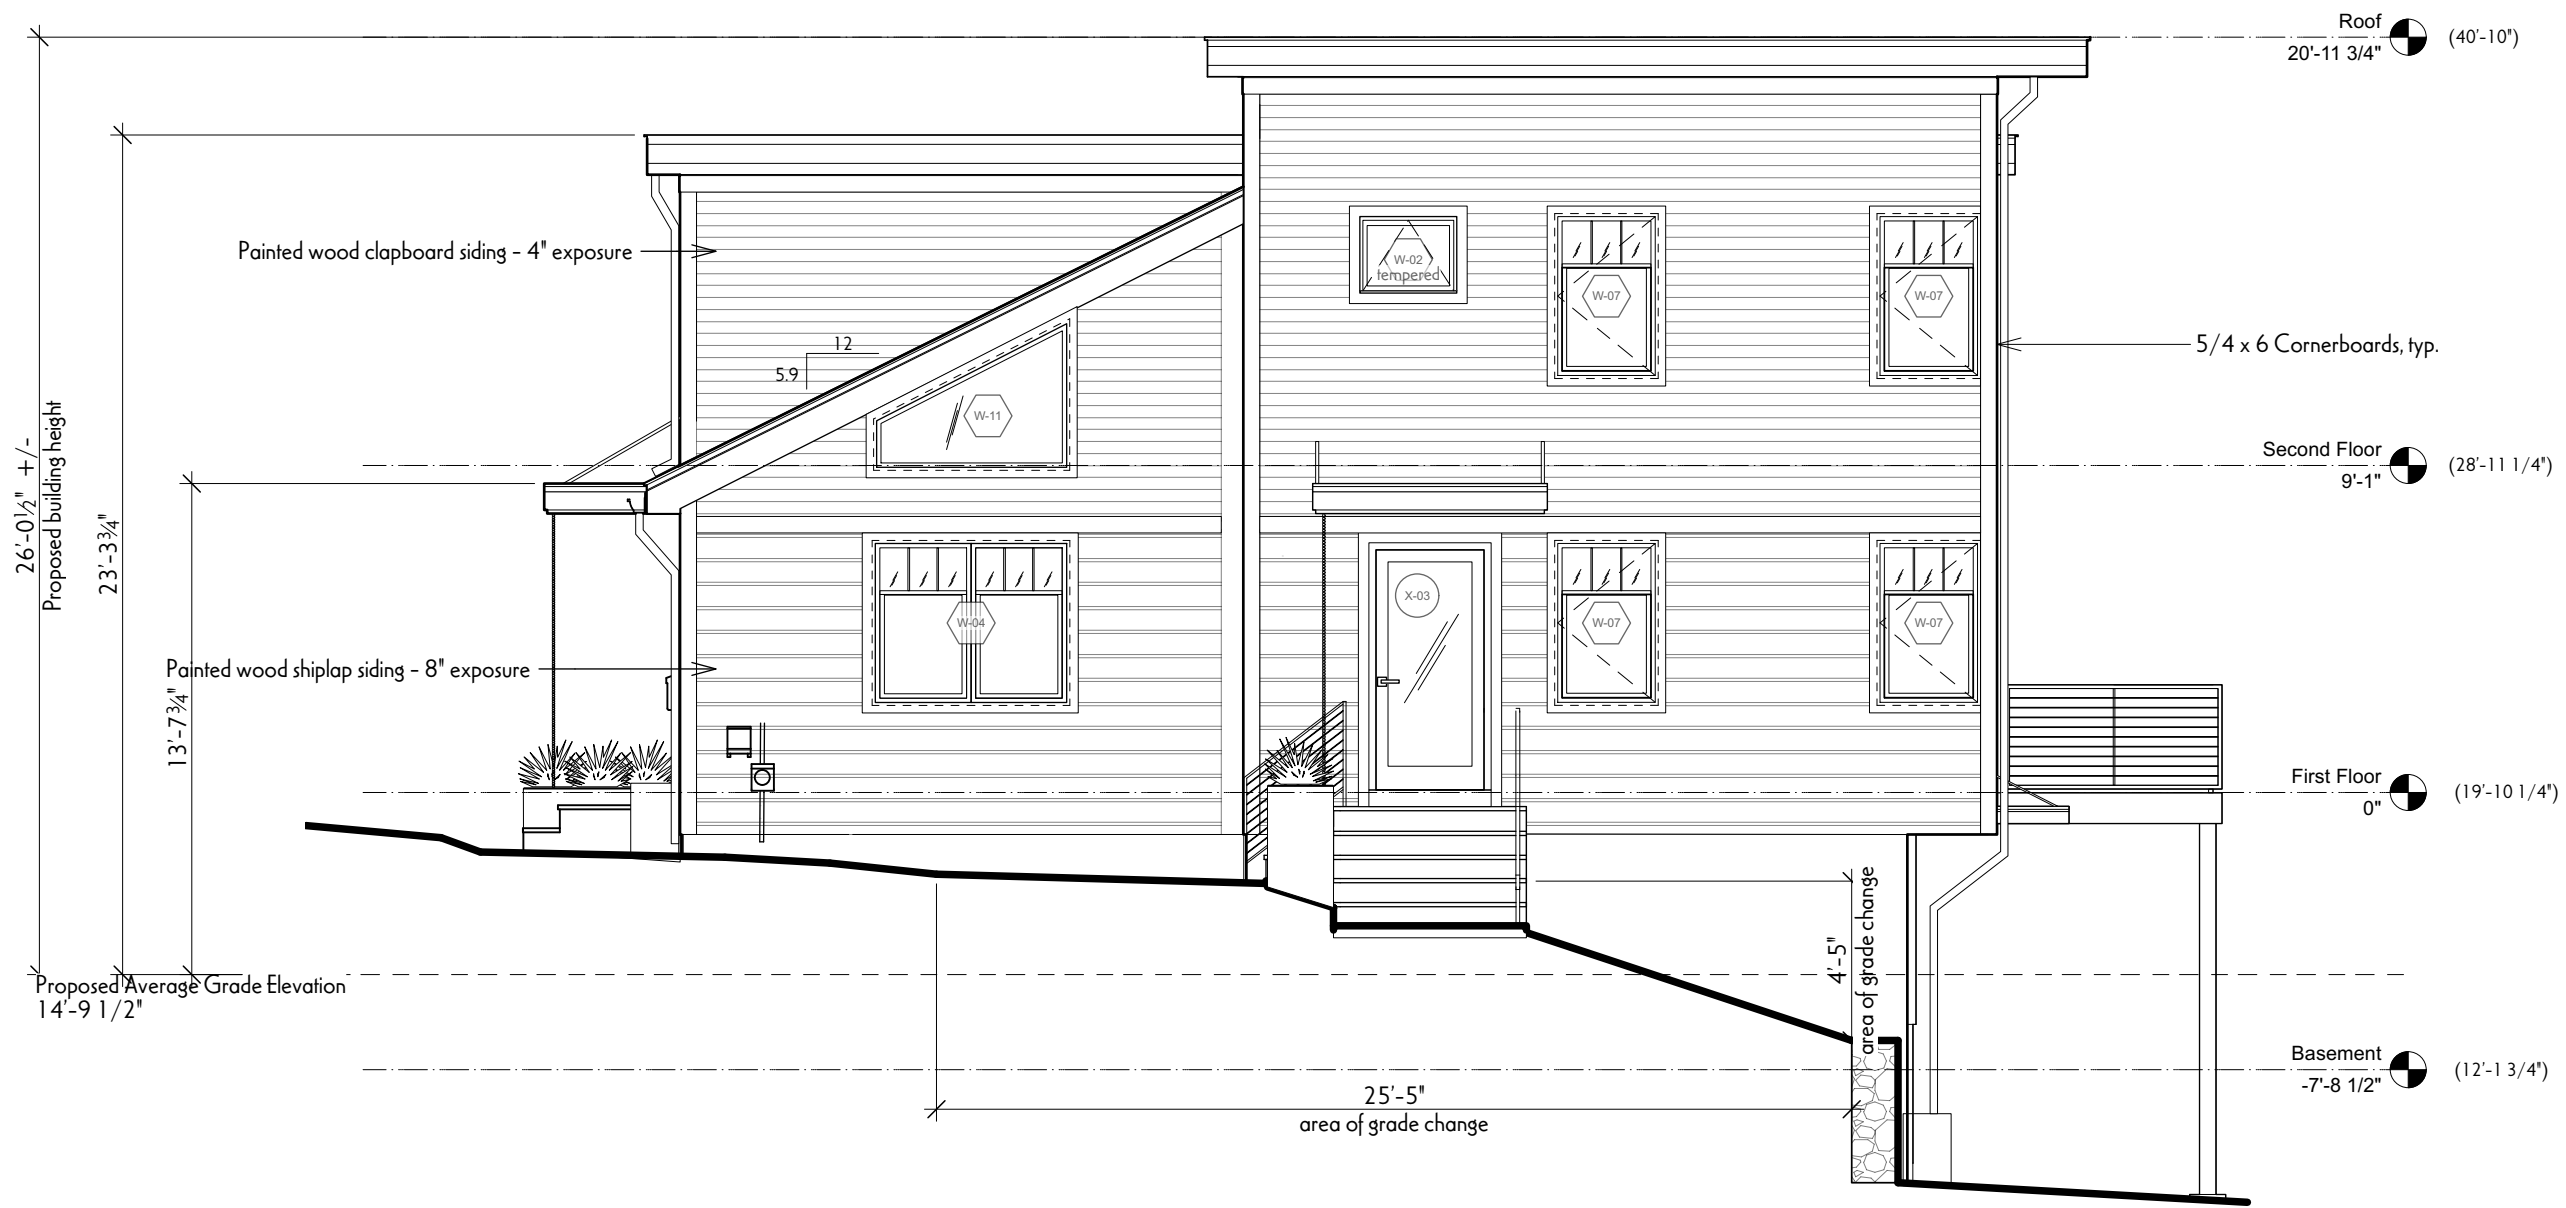 Roof
20'-11 3/4"
(40'-10")
Painted wood clapboard siding - 4" exposure
W-02
tempered
W-07
W-07
12
5.9
5/4 x 6 Cornerboards, typ.
W-11
26'-0½" +/-
Proposed building height
23'-3¾"
13'-7¾"
Second Floor
9'-1"
(28'-11 1/4")
X-03
W-04
W-07
W-07
Painted wood shiplap siding - 8" exposure
First Floor
0"
(19'-10 1/4")
4'-5"
area of grade change
Proposed Average Grade Elevation
14'-9 1/2"
Basement
-7'-8 1/2"
(12'-1 3/4")
25'-5"
area of grade change